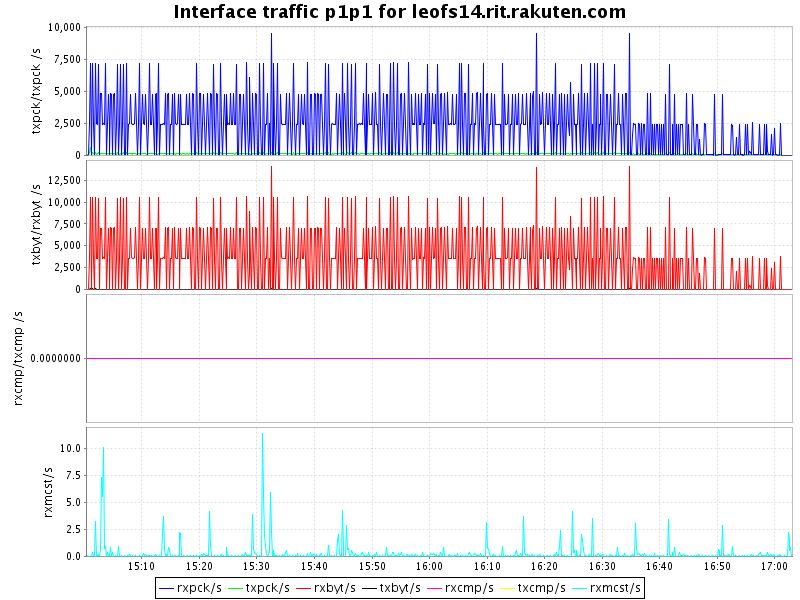 Interface traffic p1p1 for leofs14.rit.rakuten.com
txpck/txpck /s
10,000
7,500
5,000
2,500
0
txbyt/rxbyt /s
12,500
10,000
7,500
5,000
2,500
0
rxcmp/txcmp /s
0.0000000
rxmcst/s
10.0
7.5
5.0
2.5
0.0
15:10 15:20 15:30 15:40 15:50 16:00 16:10 16:20 16:30 16:40 16:50 17:00
rxpck/s txpck/s rxbyt/s txbyt/s rxcmp/s txcmp/s rxmcst/s